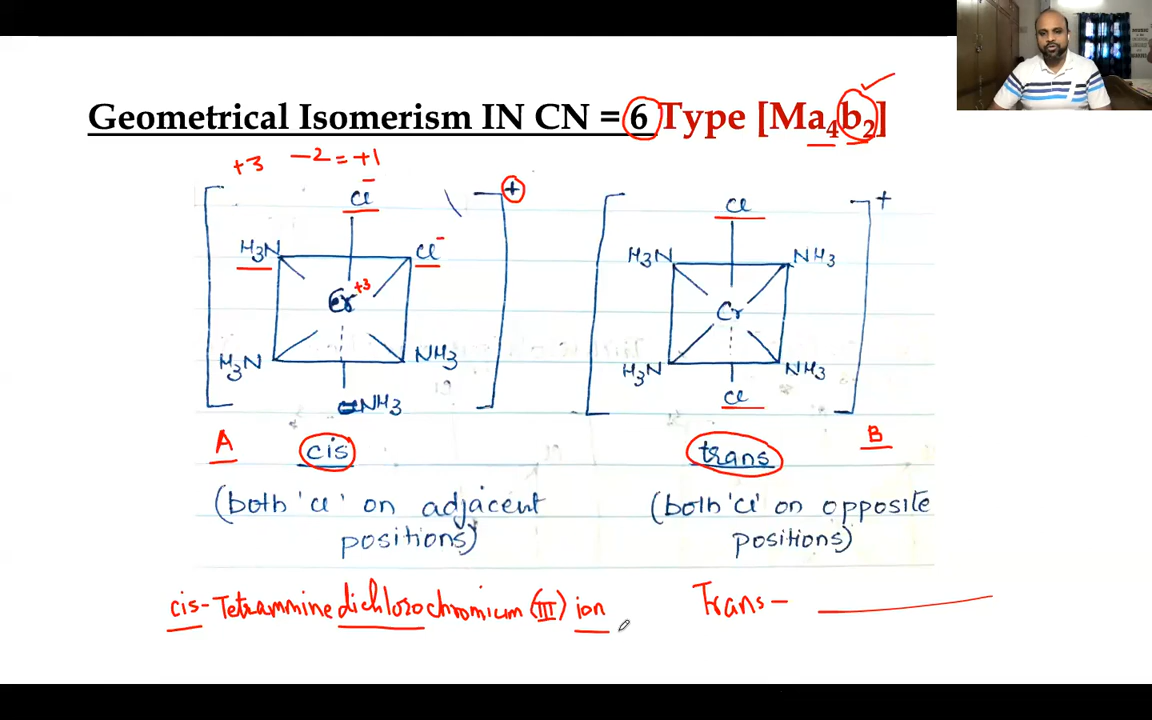 Geometrical Isomerism IN CN = 6 Type [Ma4b2]
+3 −2 = +1
Cl − +
H3N Cl−
Cr+3
H3N NH3
NH3
A cis
(both 'Cl' on adjacent
positions)
cis-Tetrammine dichlorochromium (III) ion
Cl +
H3N NH3
Cr
H3N NH3
Cl
trans B
(both 'Cl' on opposite
positions)
Trans-